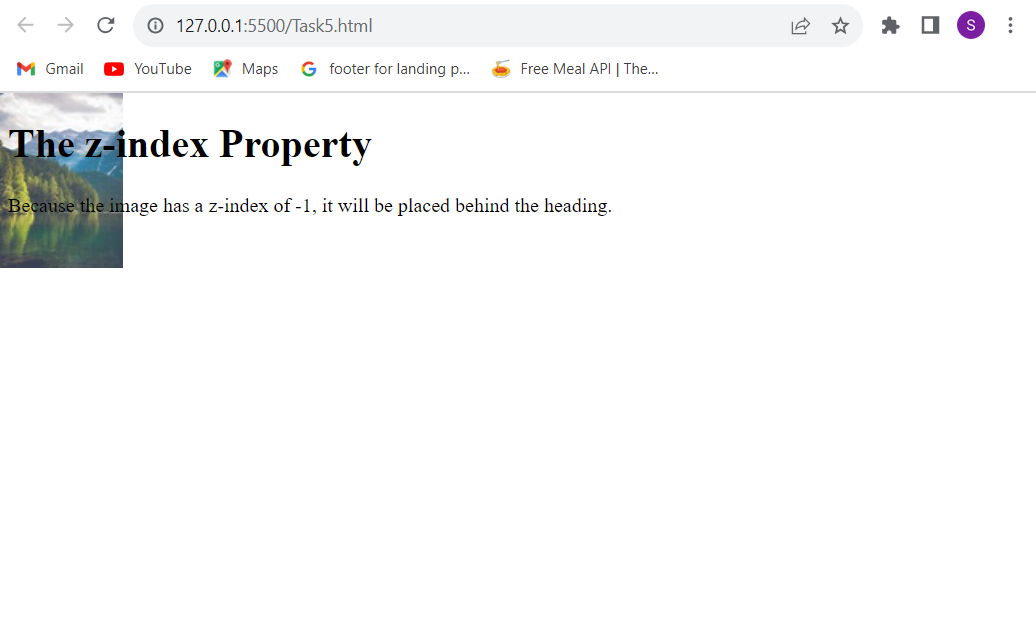 127.0.0.1:5500/Task5.html
S
Gmail
YouTube
Maps
footer for landing p...
Free Meal API | The...
The z-index Property
Because the image has a z-index of -1, it will be placed behind the heading.